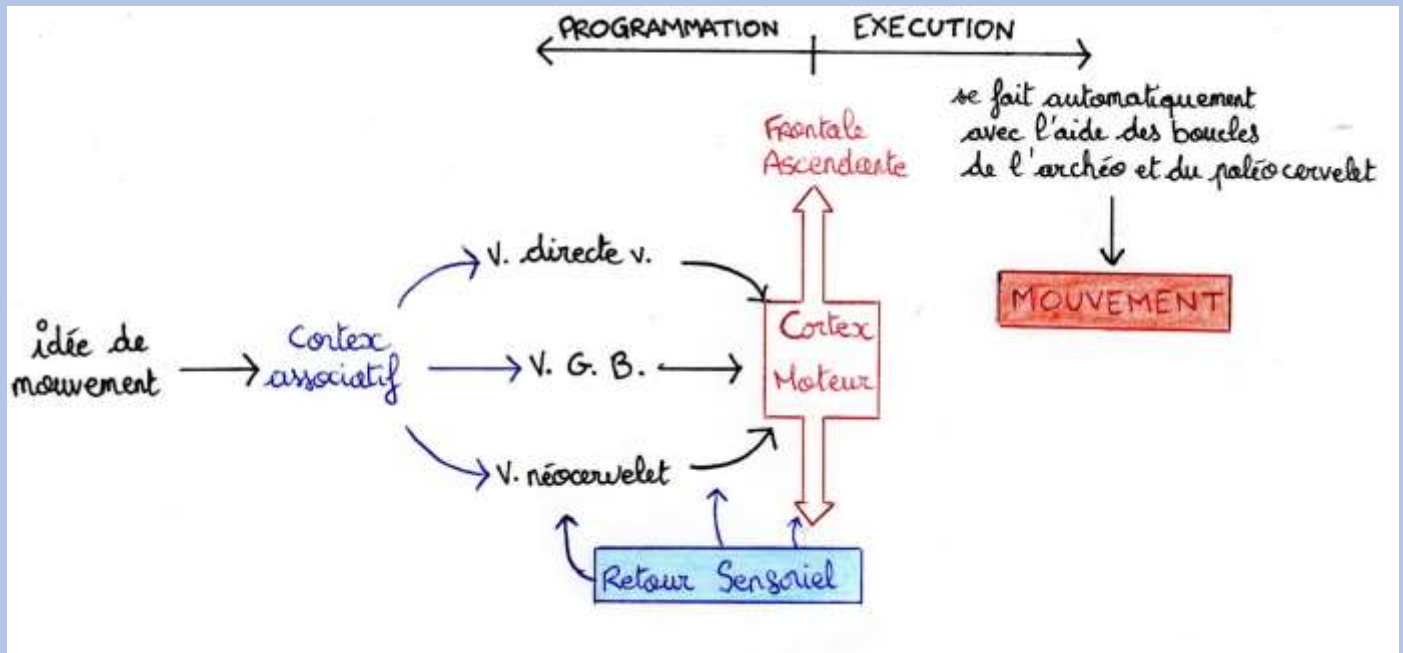 PROGRAMMATION
EXECUTION
se fait automatiquement
avec l'aide des boucles
de l'archéo et du paléocervelet
Frontale
Ascendante
MOUVEMENT
V. directe v.
idée de
mouvement
Cortex
associatif
V. G. B.
Cortex
Moteur
V. néocervelet
Retour Sensoriel